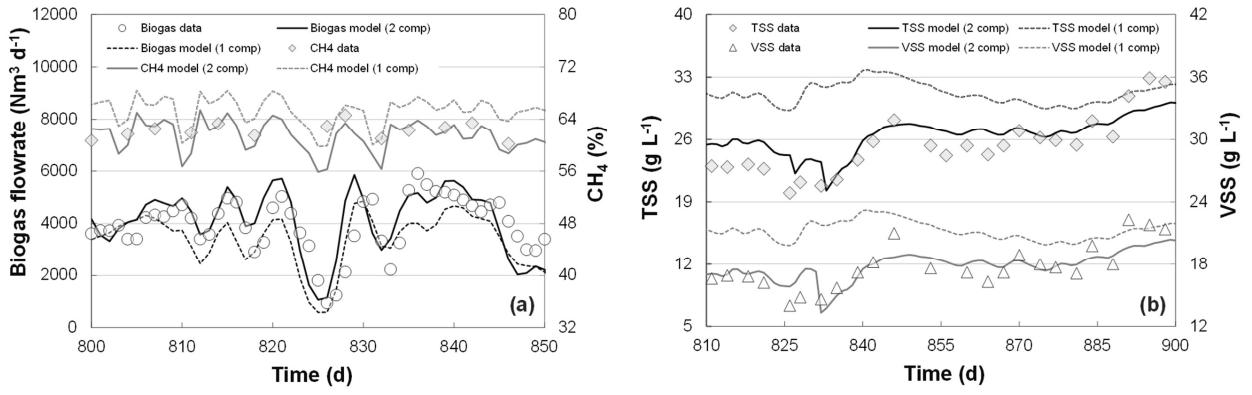 12000
10000
8000
6000
4000
2000
0
Biogas flowrate (Nm³ d⁻¹)
Biogas data
Biogas model (2 comp)
Biogas model (1 comp)
CH4 data
CH4 model (2 comp)
CH4 model (1 comp)
80
72
64
56
48
40
32
CH₄ (%)
(a)
800
810
820
830
840
850
Time (d)
40
33
26
19
12
5
TSS (g L⁻¹)
TSS data
TSS model (2 comp)
TSS model (1 comp)
VSS data
VSS model (2 comp)
VSS model (1 comp)
42
36
30
24
18
12
VSS (g L⁻¹)
(b)
810
825
840
855
870
885
900
Time (d)